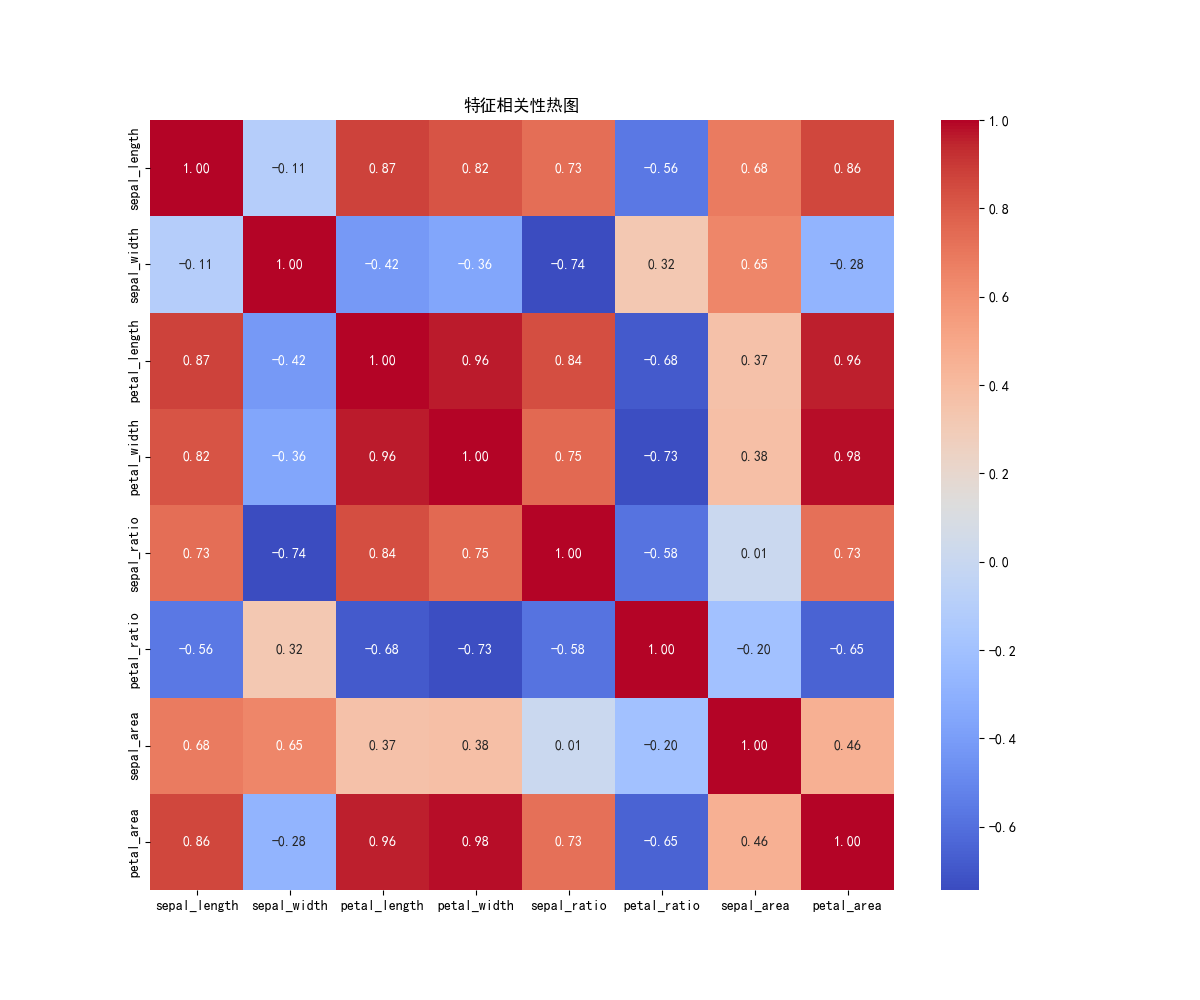 特征相关性热图
sepal_length 1.00 -0.11 0.87 0.82 0.73 -0.56 0.68 0.86
sepal_width -0.11 1.00 -0.42 -0.36 -0.74 0.32 0.65 -0.28
petal_length 0.87 -0.42 1.00 0.96 0.84 -0.68 0.37 0.96
petal_width 0.82 -0.36 0.96 1.00 0.75 -0.73 0.38 0.98
sepal_ratio 0.73 -0.74 0.84 0.75 1.00 -0.58 0.01 0.73
petal_ratio -0.56 0.32 -0.68 -0.73 -0.58 1.00 -0.20 -0.65
sepal_area 0.68 0.65 0.37 0.38 0.01 -0.20 1.00 0.46
petal_area 0.86 -0.28 0.96 0.98 0.73 -0.65 0.46 1.00
sepal_length sepal_width petal_length petal_width sepal_ratio petal_ratio sepal_area petal_area
1.0
0.8
0.6
0.4
0.2
0.0
-0.2
-0.4
-0.6